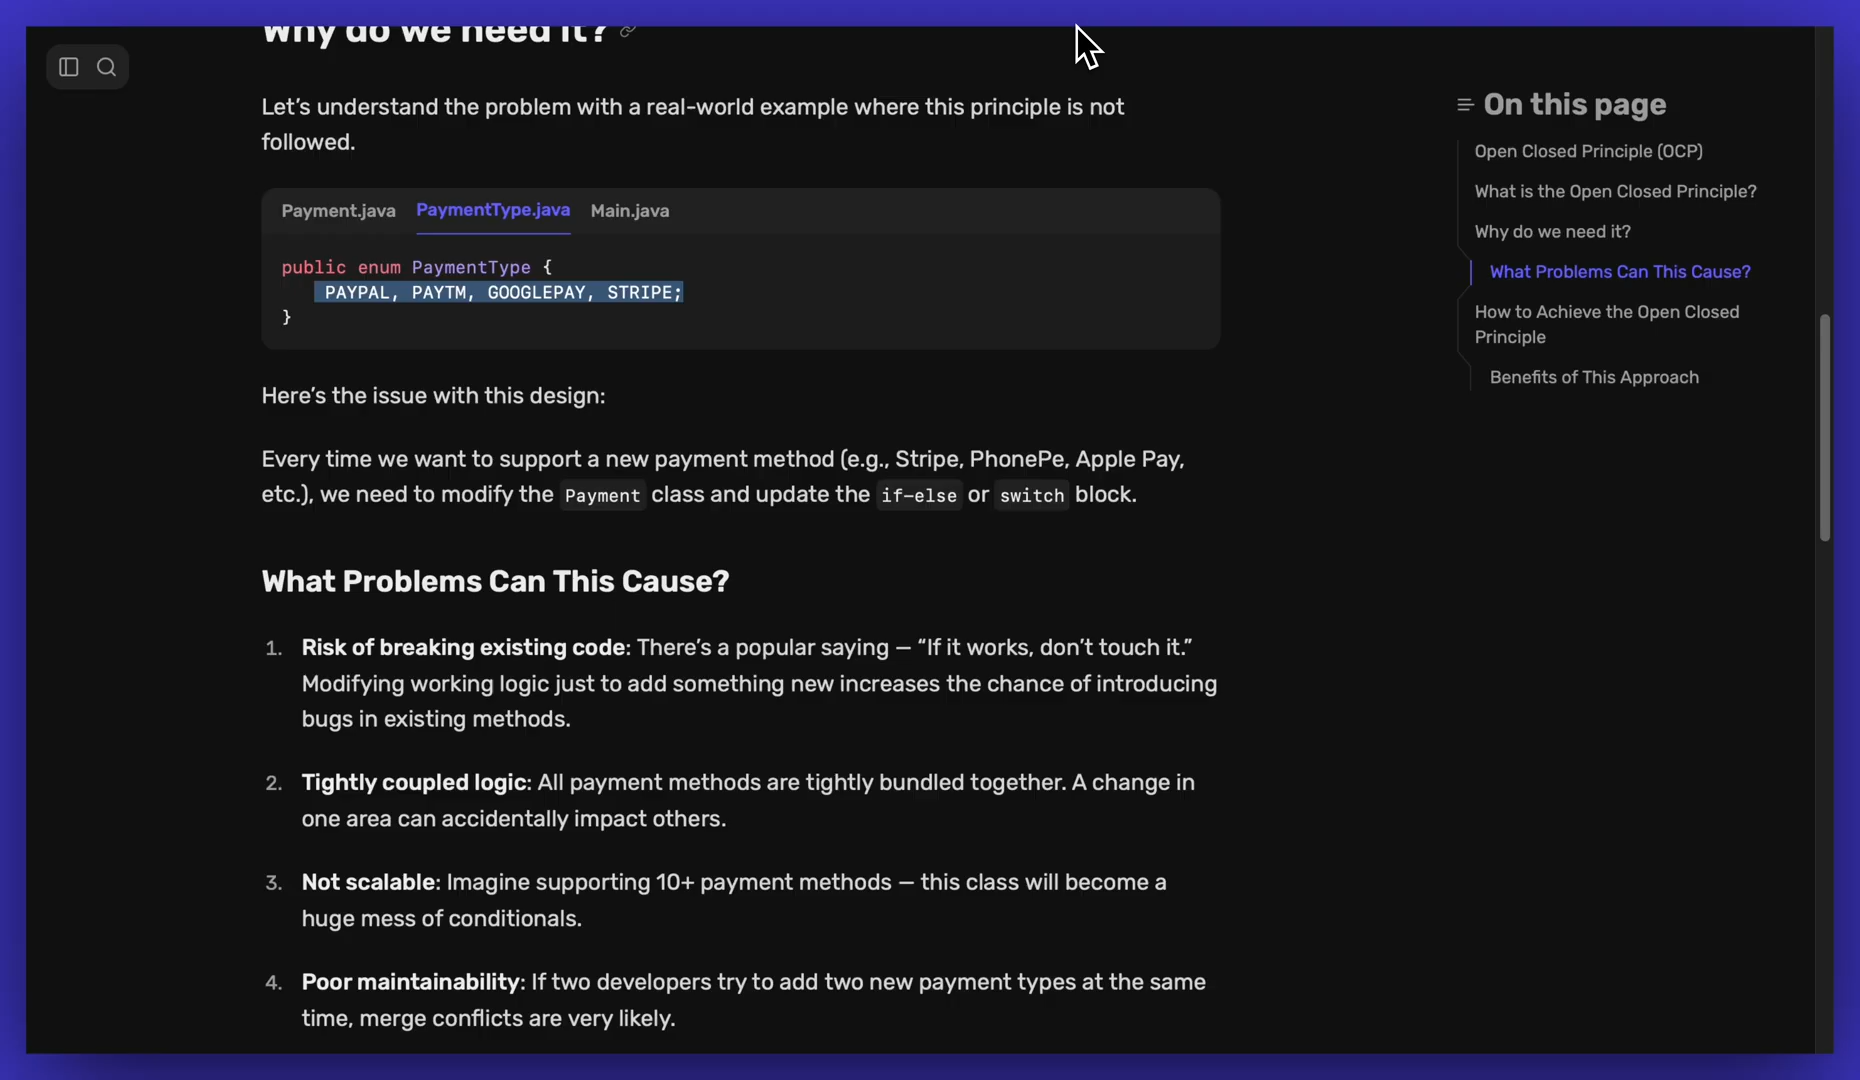 Why do we need it?
Let’s understand the problem with a real-world example where this principle is not
followed.
Payment.java PaymentType.java Main.java
public enum PaymentType {
PAYPAL, PAYTM, GOOGLEPAY, STRIPE;
}
Here’s the issue with this design:
Every time we want to support a new payment method (e.g., Stripe, PhonePe, Apple Pay,
etc.), we need to modify the Payment class and update the if-else or switch block.
What Problems Can This Cause?
1. Risk of breaking existing code: There’s a popular saying — “If it works, don’t touch it.”
Modifying working logic just to add something new increases the chance of introducing
bugs in existing methods.
2. Tightly coupled logic: All payment methods are tightly bundled together. A change in
one area can accidentally impact others.
3. Not scalable: Imagine supporting 10+ payment methods — this class will become a
huge mess of conditionals.
4. Poor maintainability: If two developers try to add two new payment types at the same
time, merge conflicts are very likely.
On this page
Open Closed Principle (OCP)
What is the Open Closed Principle?
Why do we need it?
What Problems Can This Cause?
How to Achieve the Open Closed
Principle
Benefits of This Approach